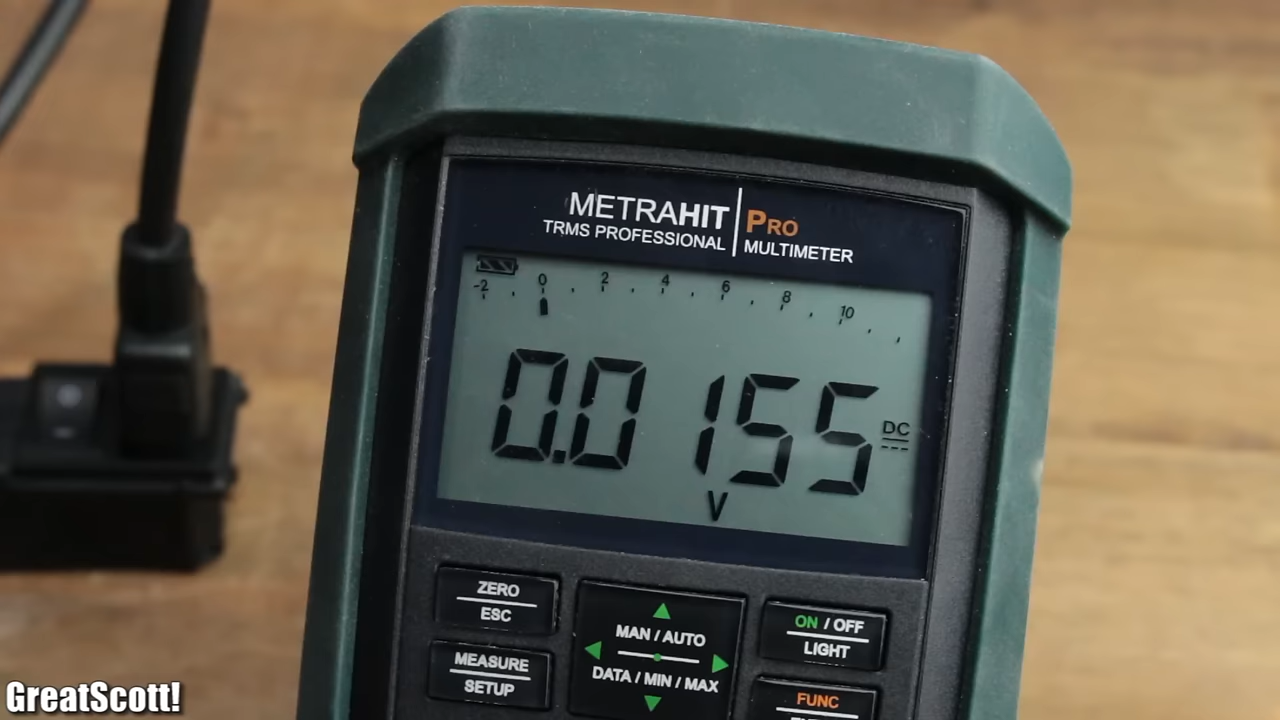 METRAHIT PRO
TRMS PROFESSIONAL MULTIMETER
-2 0 2 4 6 8 10
0.0155 DC
V
ZERO
ESC
MAN / AUTO
DATA / MIN / MAX
ON / OFF
LIGHT
MEASURE
SETUP
FUNC
GreatScott!